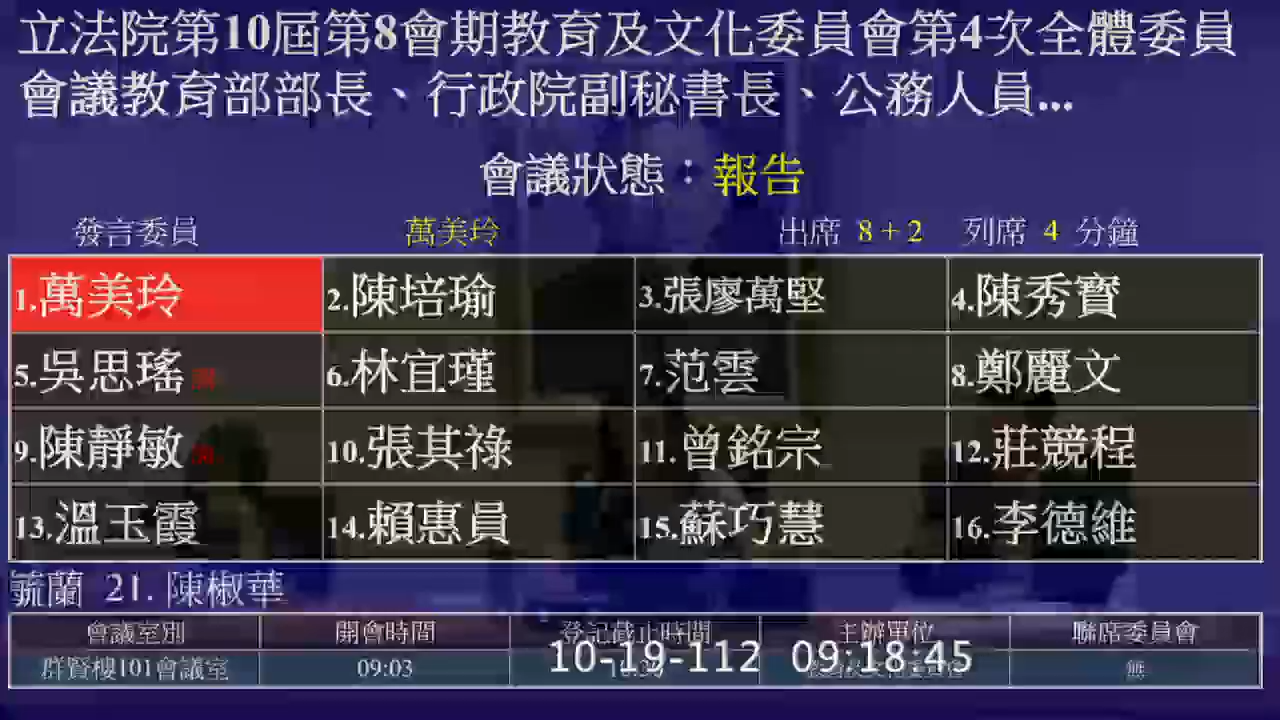 立法院第10屆第8會期教育及文化委員會第4次全體委員
會議教育部部長、行政院副秘書長、公務人員...
會議狀態：報告
發言委員 萬美玲 出席 8+2 列席 4 分鐘
1.萬美玲 2.陳培瑜 3.張廖萬堅 4.陳秀寳
5.吳思瑤 6.林宜瑾 7.范雲 8.鄭麗文
9.陳靜敏 10.張其祿 11.曾銘宗 12.莊競程
13.溫玉霞 14.賴惠員 15.蘇巧慧 16.李德維
毓蘭 21. 陳椒華
會議室別 開會時間 登記截止時間 主辦單位 聯席委員會
群賢樓101會議室 09:03 無
10-19-112 09:18:45